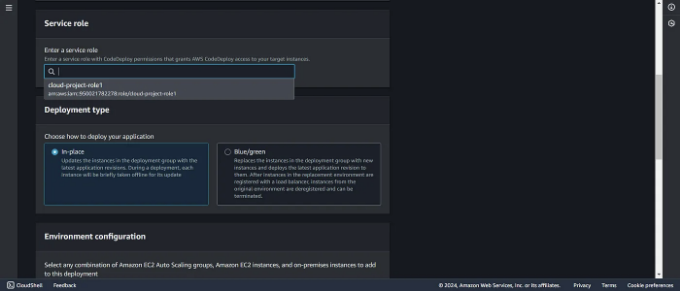 Service role
Enter a service role
Enter a service role with CodeDeploy permissions that grants AWS CodeDeploy access to your target instances.
cloud-project-role1
arn:aws:iam::950021782278:role/cloud-project-role1
Deployment type
Choose how to deploy your application
In-place
Updates the instances in the deployment group with the
latest application revisions. During a deployment, each
instance will be briefly taken offline for its update
Blue/green
Replaces the instances in the deployment group with new
instances and deploys the latest application revision to
them. After instances in the replacement environment are
registered with a load balancer, instances from the
original environment are deregistered and can be
terminated.
Environment configuration
Select any combination of Amazon EC2 Auto Scaling groups, Amazon EC2 instances, and on-premises instances to add
to this deployment
CloudShell Feedback © 2024, Amazon Web Services, Inc. or its affiliates. Privacy Terms Cookie preferences